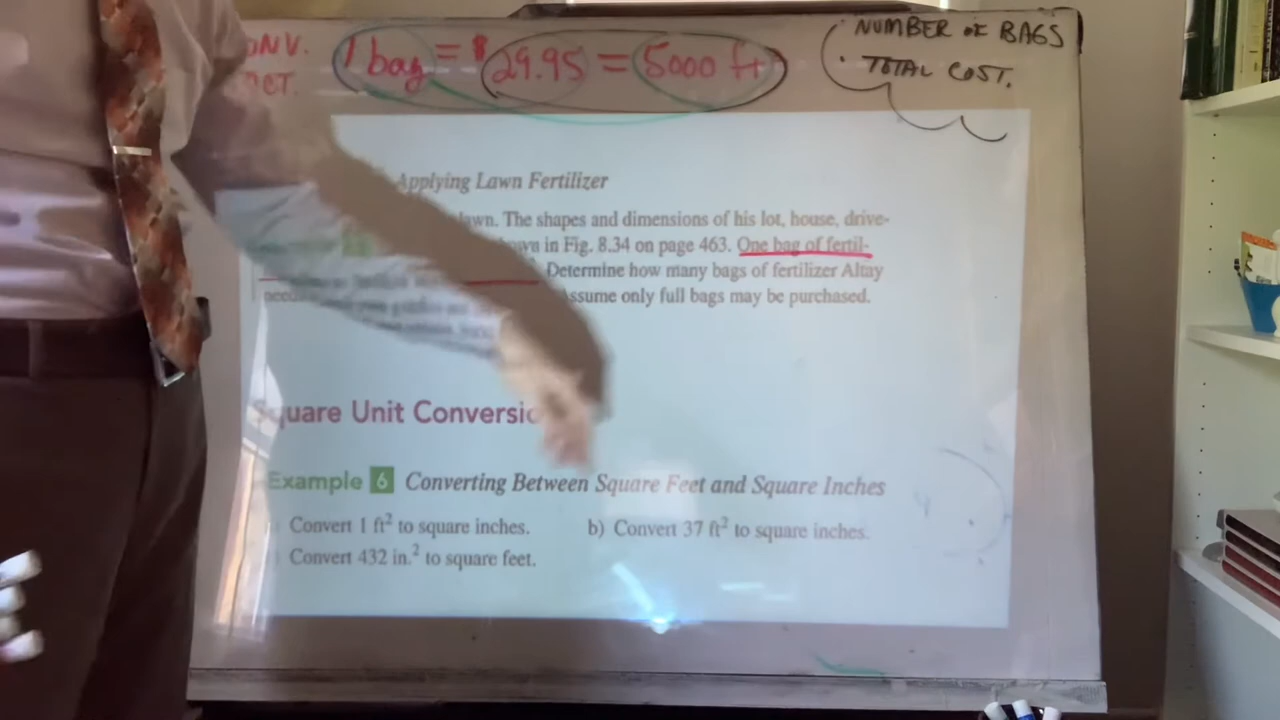 1 bag = $29.95 = 5000 ft²
· NUMBER OF BAGS
· TOTAL COST.
Applying Lawn Fertilizer
lawn. The shapes and dimensions of his lot, house, drive-
in Fig. 8.34 on page 463. One bag of fertil-
Determine how many bags of fertilizer Altay
Assume only full bags may be purchased.
Square Unit
Example 6 Converting Between Square Feet and Square Inches
Convert 1 ft² to square inches. b) Convert 37 ft² to square inches.
Convert 432 in.² to square feet.